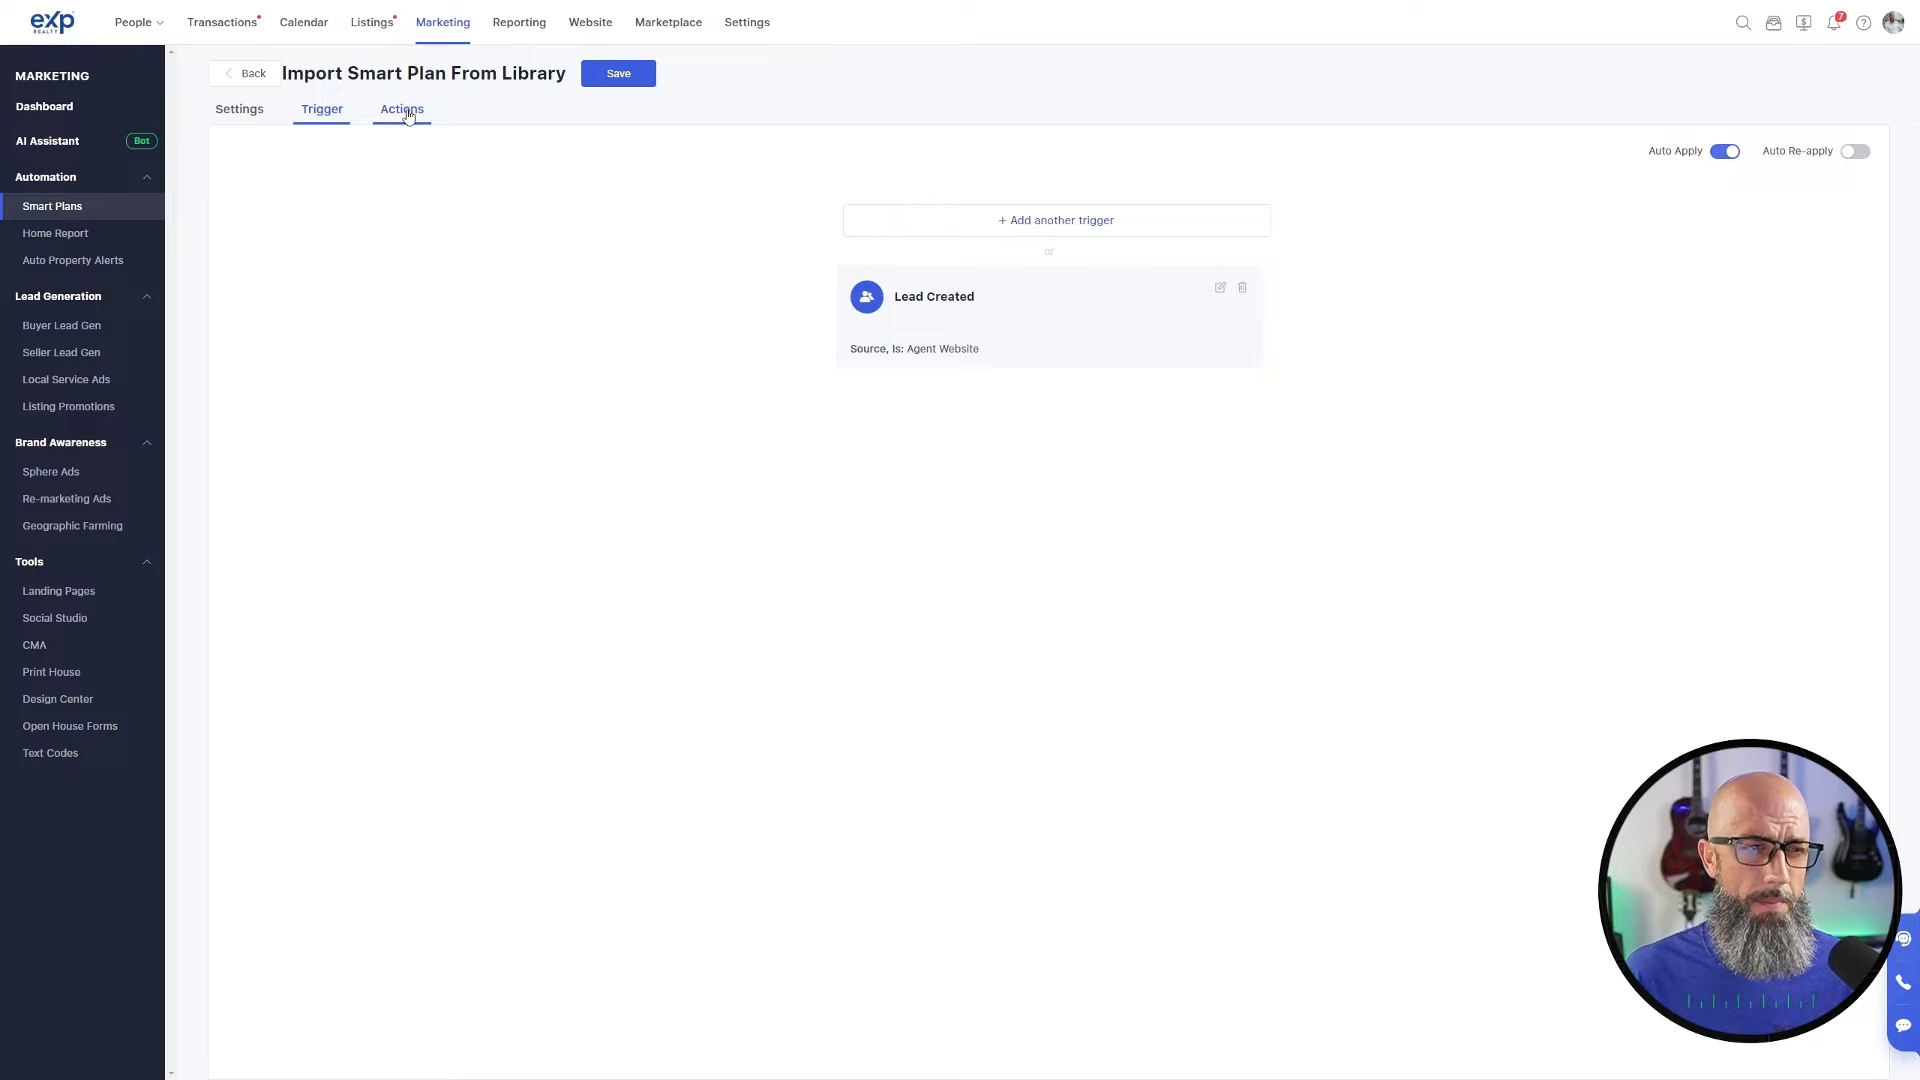 exp
REALTY
People
Transactions
Calendar
Listings
Marketing
Reporting
Website
Marketplace
Settings
7
MARKETING
Dashboard
AI Assistant
Bot
Automation
Smart Plans
Home Report
Auto Property Alerts
Lead Generation
Buyer Lead Gen
Seller Lead Gen
Local Service Ads
Listing Promotions
Brand Awareness
Sphere Ads
Re-marketing Ads
Geographic Farming
Tools
Landing Pages
Social Studio
CMA
Print House
Design Center
Open House Forms
Text Codes
Back
Import Smart Plan From Library
Save
Settings
Trigger
Actions
Auto Apply
Auto Re-apply
+ Add another trigger
or
Lead Created
Source, Is: Agent Website